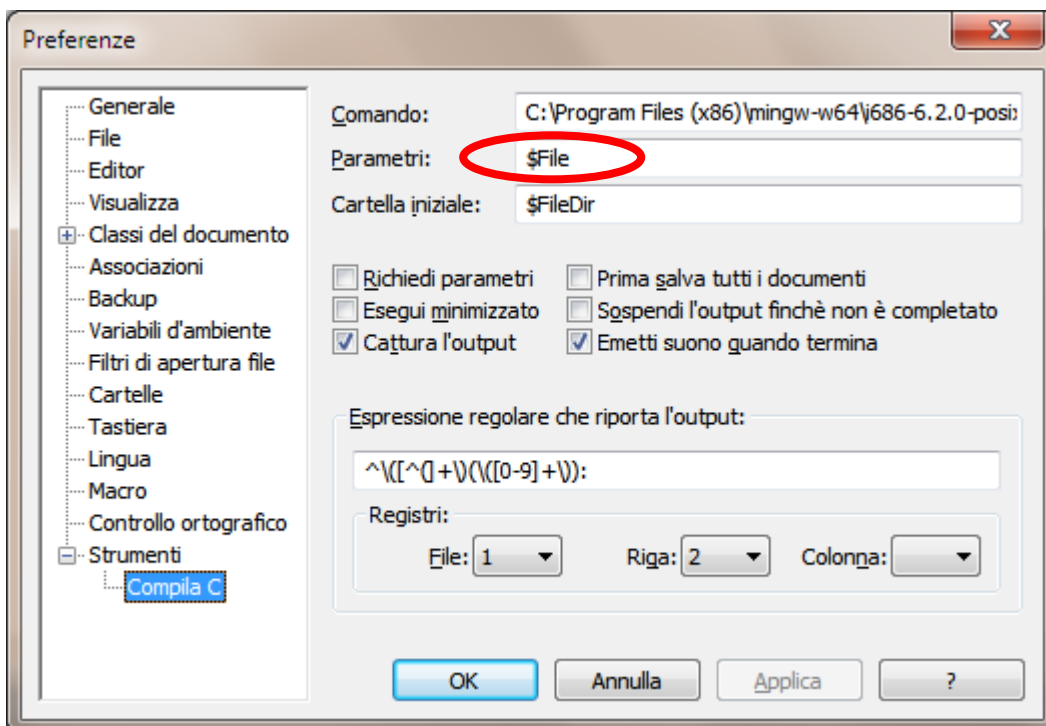 Preferenze
Generale
File
Editor
Visualizza
Classi del documento
Associazioni
Backup
Variabili d'ambiente
Filtri di apertura file
Cartelle
Tastiera
Lingua
Macro
Controllo ortografico
Strumenti
Compila C
Comando: C:\Program Files (x86)\mingw-w64\i686-6.2.0-posix
Parametri: $File
Cartella iniziale: $FileDir
Richiedi parametri Prima salva tutti i documenti
Esegui minimizzato Sospendi l'output finchè non è completato
Cattura l'output Emetti suono quando termina
Espressione regolare che riporta l'output:
^\([^(]+\)(\([0-9]+\)):
Registri:
File: 1 Riga: 2 Colonna:
OK Annulla Applica ?